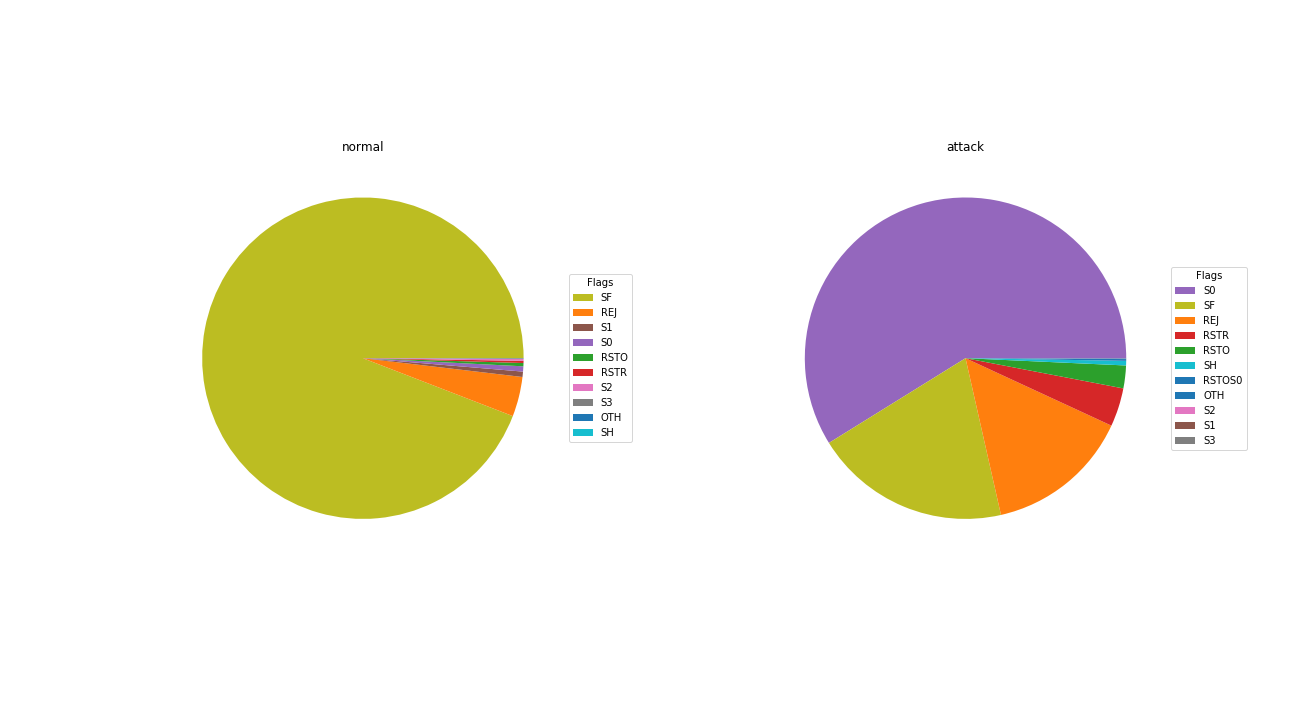 normal
Flags
SF
REJ
S1
S0
RSTO
RSTR
S2
S3
OTH
SH
attack
Flags
S0
SF
REJ
RSTR
RSTO
SH
RSTOS0
OTH
S2
S1
S3